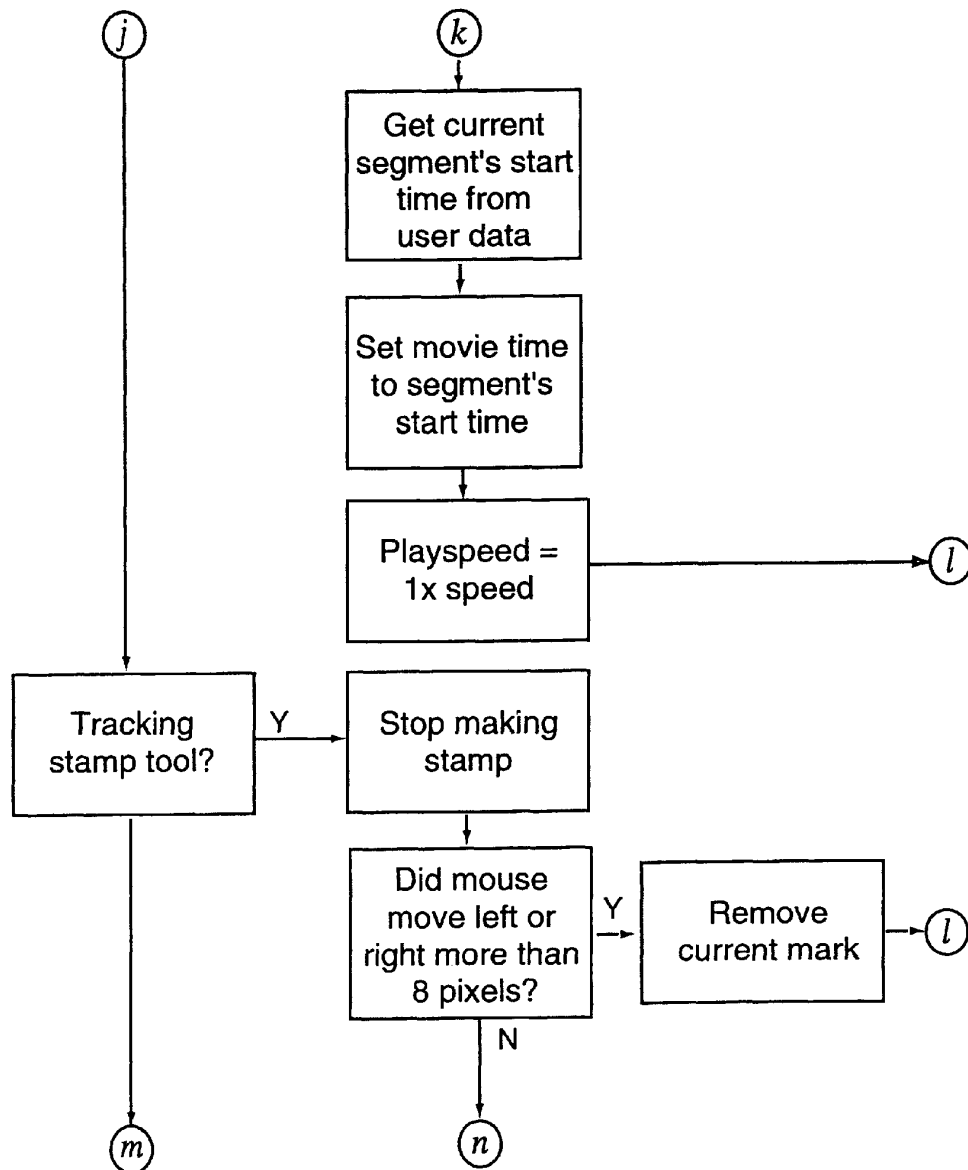 j
k
Get current
segment's start
time from
user data
Set movie time
to segment's
start time
Playspeed =
1x speed
l
Tracking
stamp tool?
Y
Stop making
stamp
Did mouse
move left or
right more than
8 pixels?
Y
Remove
current mark
l
N
m
n